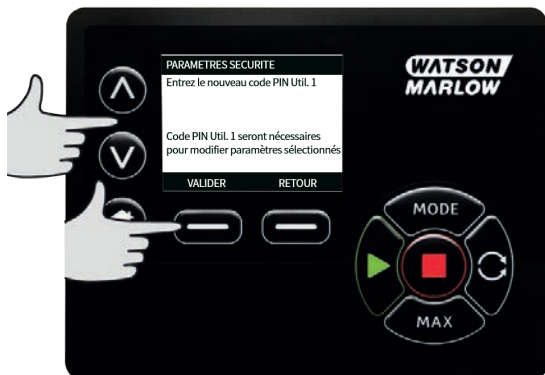 PARAMETRES SECURITE
Entrez le nouveau code PIN Util. 1
Code PIN Util. 1 seront nécessaires
pour modifier paramètres sélectionnés
VALIDER RETOUR
WATSON
MARLOW
MODE
MAX